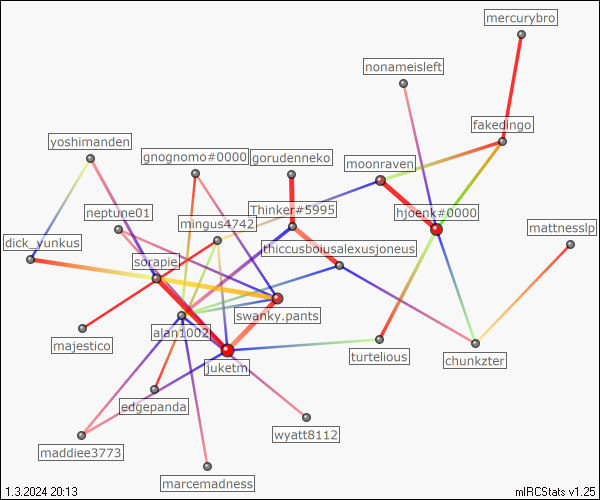 mercurybro
nonameisleft
fakedingo
yoshimanden
gnognomo#0000
gorudenneko
moonraven
neptune01
mingus4742
Thinker#5995
hjoenk#0000
mattnesslp
dick_yunkus
sorapie
thiccusboiusalexusjoneus
swanky.pants
alan1002
majestico
juketm
turtelious
chunkzter
edgepanda
wyatt8112
maddiee3773
marcemadness
1.3.2024 20:13
mIRCStats v1.25